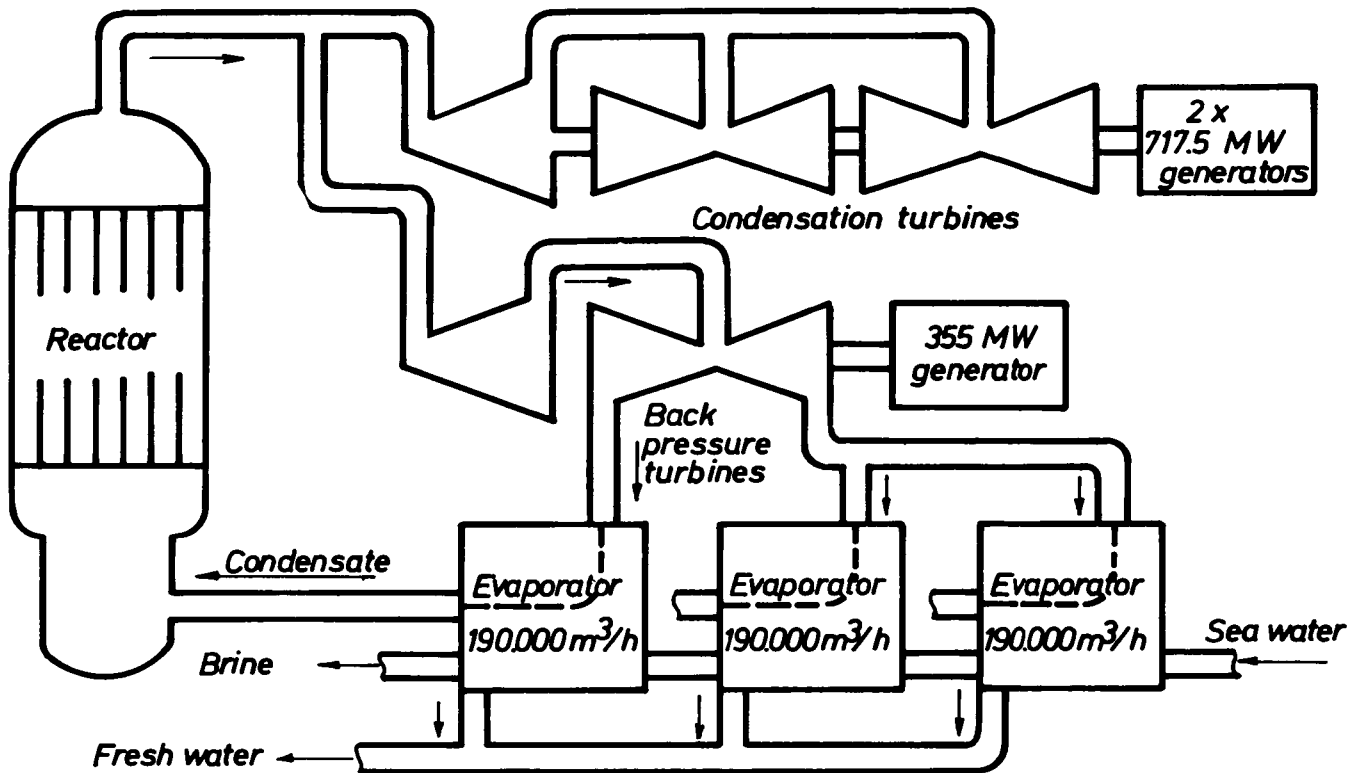 2 x
717.5 MW
generators
Condensation turbines
Reactor
355 MW
generator
Back
pressure
turbines
Condensate
Evaporator
190.000 m³/h
Evaporator
190.000 m³/h
Evaporator
190.000 m³/h
Sea water
Brine
Fresh water